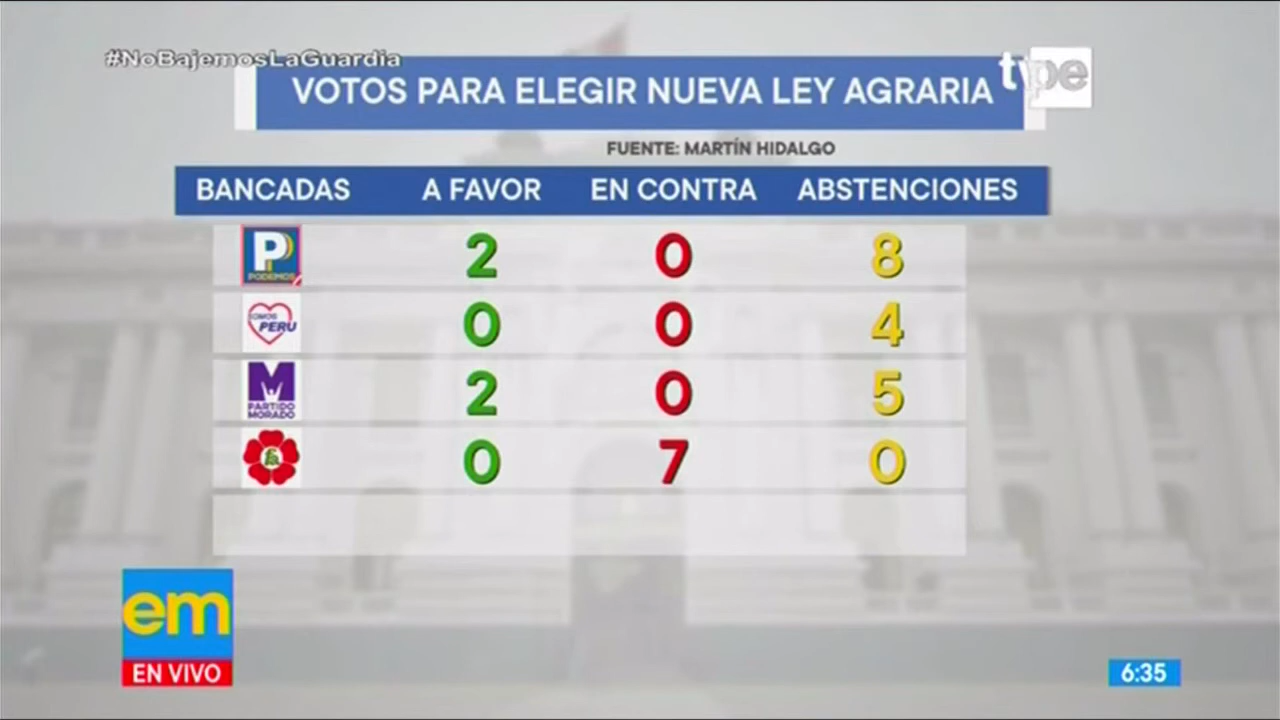 #NoBajemosLaGuardia
VOTOS PARA ELEGIR NUEVA LEY AGRARIA
tvpe
FUENTE: MARTÍN HIDALGO
BANCADAS A FAVOR EN CONTRA ABSTENCIONES
P PODEMOS 2 0 8
SOMOS PERU 0 0 4
M PARTIDO MORADO 2 0 5
0 7 0
em
EN VIVO
6:35